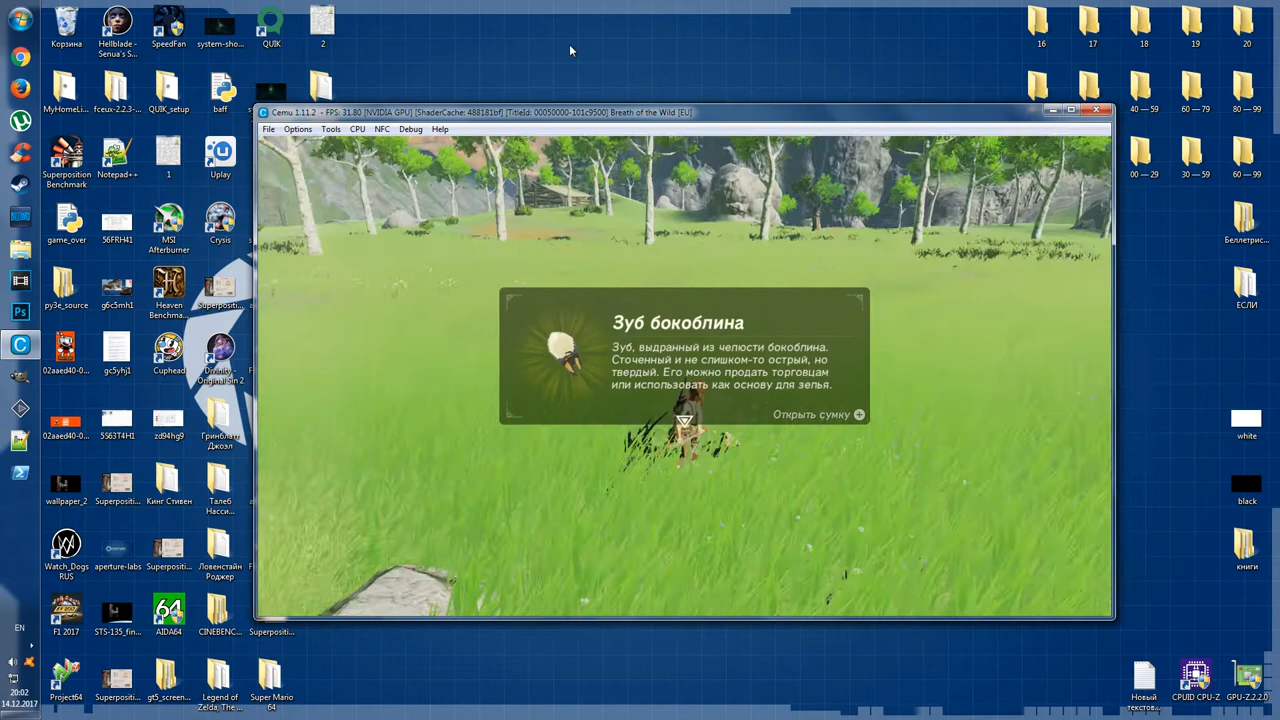 Корзина
Hellblade - Senua's S...
SpeedFan
system-sho...
QUIK
2
16
17
18
19
20
MyHomeLi...
fceux-2.2.3-...
QUIK_setup
baff
40 — 59
60 — 79
80 — 99
Cemu 1.11.2 - FPS: 31.80 [NVIDIA GPU] [ShaderCache: 488181bf] [TitleId: 00050000-101c9500] Breath of the Wild [EU]
File Options Tools CPU NFC Debug Help
Superposition Benchmark
Notepad++
1
Uplay
00 — 29
30 — 59
60 — 99
game_over
56FRH41
MSI Afterburner
Crysis
Беллетрис...
py3e_source
g6c5mh1
Heaven Benchma...
Superpositi...
ЕСЛИ
Зуб бокоблина
Зуб, выдранный из челюсти бокоблина.
Сточенный и не слишком-то острый, но
твердый. Его можно продать торговцам
или использовать как основу для зелья.
Открыть сумку
02aaed40-0...
gc5yhj1
Cuphead
Divinity - Original Sin 2
02aaed40-0...
5S63T4H1
zd94hg9
Гринблатт Джоэл
white
wallpaper_2
Superpositi...
Кинг Стивен
Талеб Насси...
black
Watch_Dogs RUS
aperture-labs
Superpositi...
Ловенстайн Роджер
книги
F1 2017
STS-135_fin...
64
AIDA64
CINEBENC...
Superpositi...
EN
Project64
Superpositi...
gt5_screen...
Legend of Zelda, The ...
Super Mario 64
Новый текстов...
CPUID CPU-Z
GPU-Z.2.2.0
20:02
14.12.2017